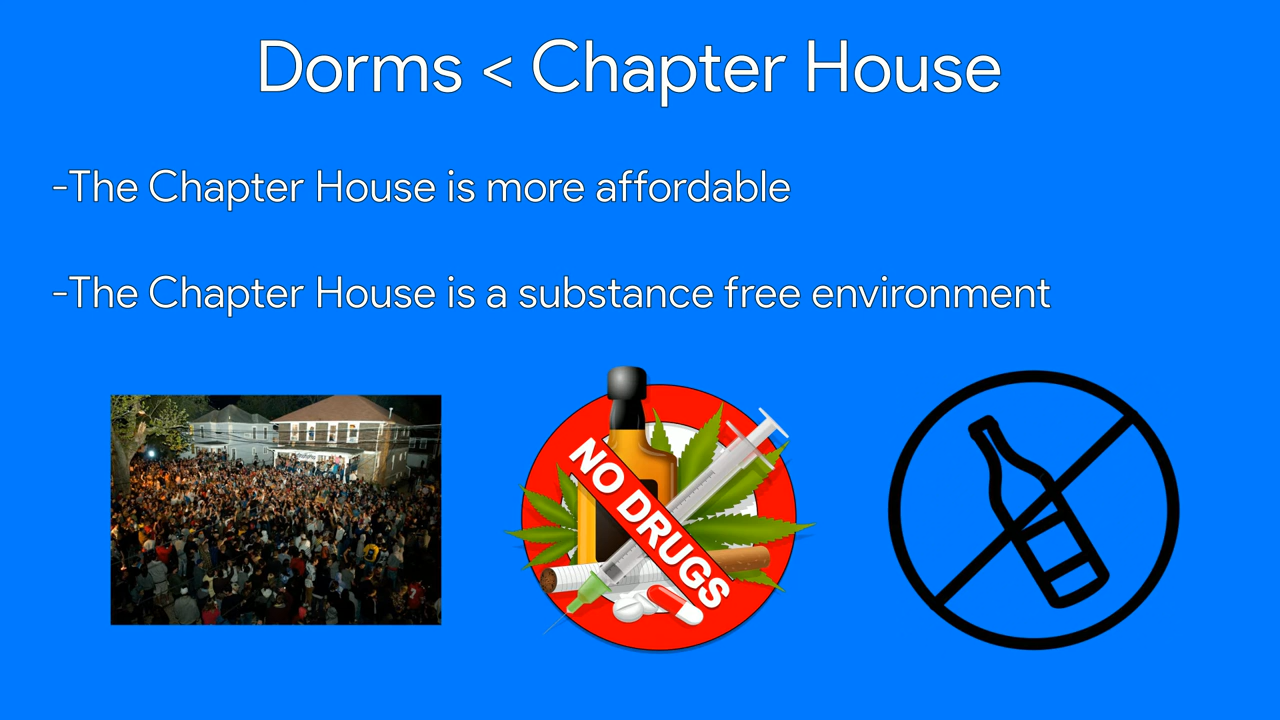 Dorms < Chapter House
-The Chapter House is more affordable
-The Chapter House is a substance free environment
NO DRUGS